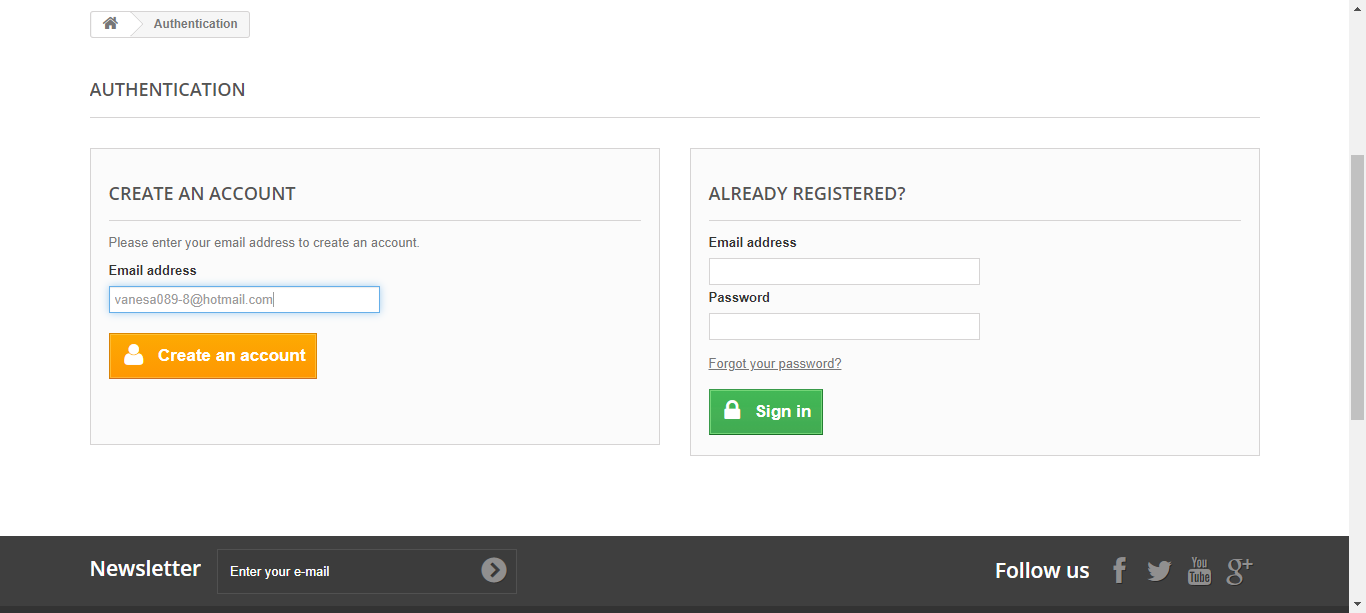 Authentication
AUTHENTICATION
CREATE AN ACCOUNT
Please enter your email address to create an account.
Email address
vanesa089-8@hotmail.com
Create an account
ALREADY REGISTERED?
Email address
Password
Forgot your password?
Sign in
Newsletter
Enter your e-mail
Follow us
You
Tube
g+